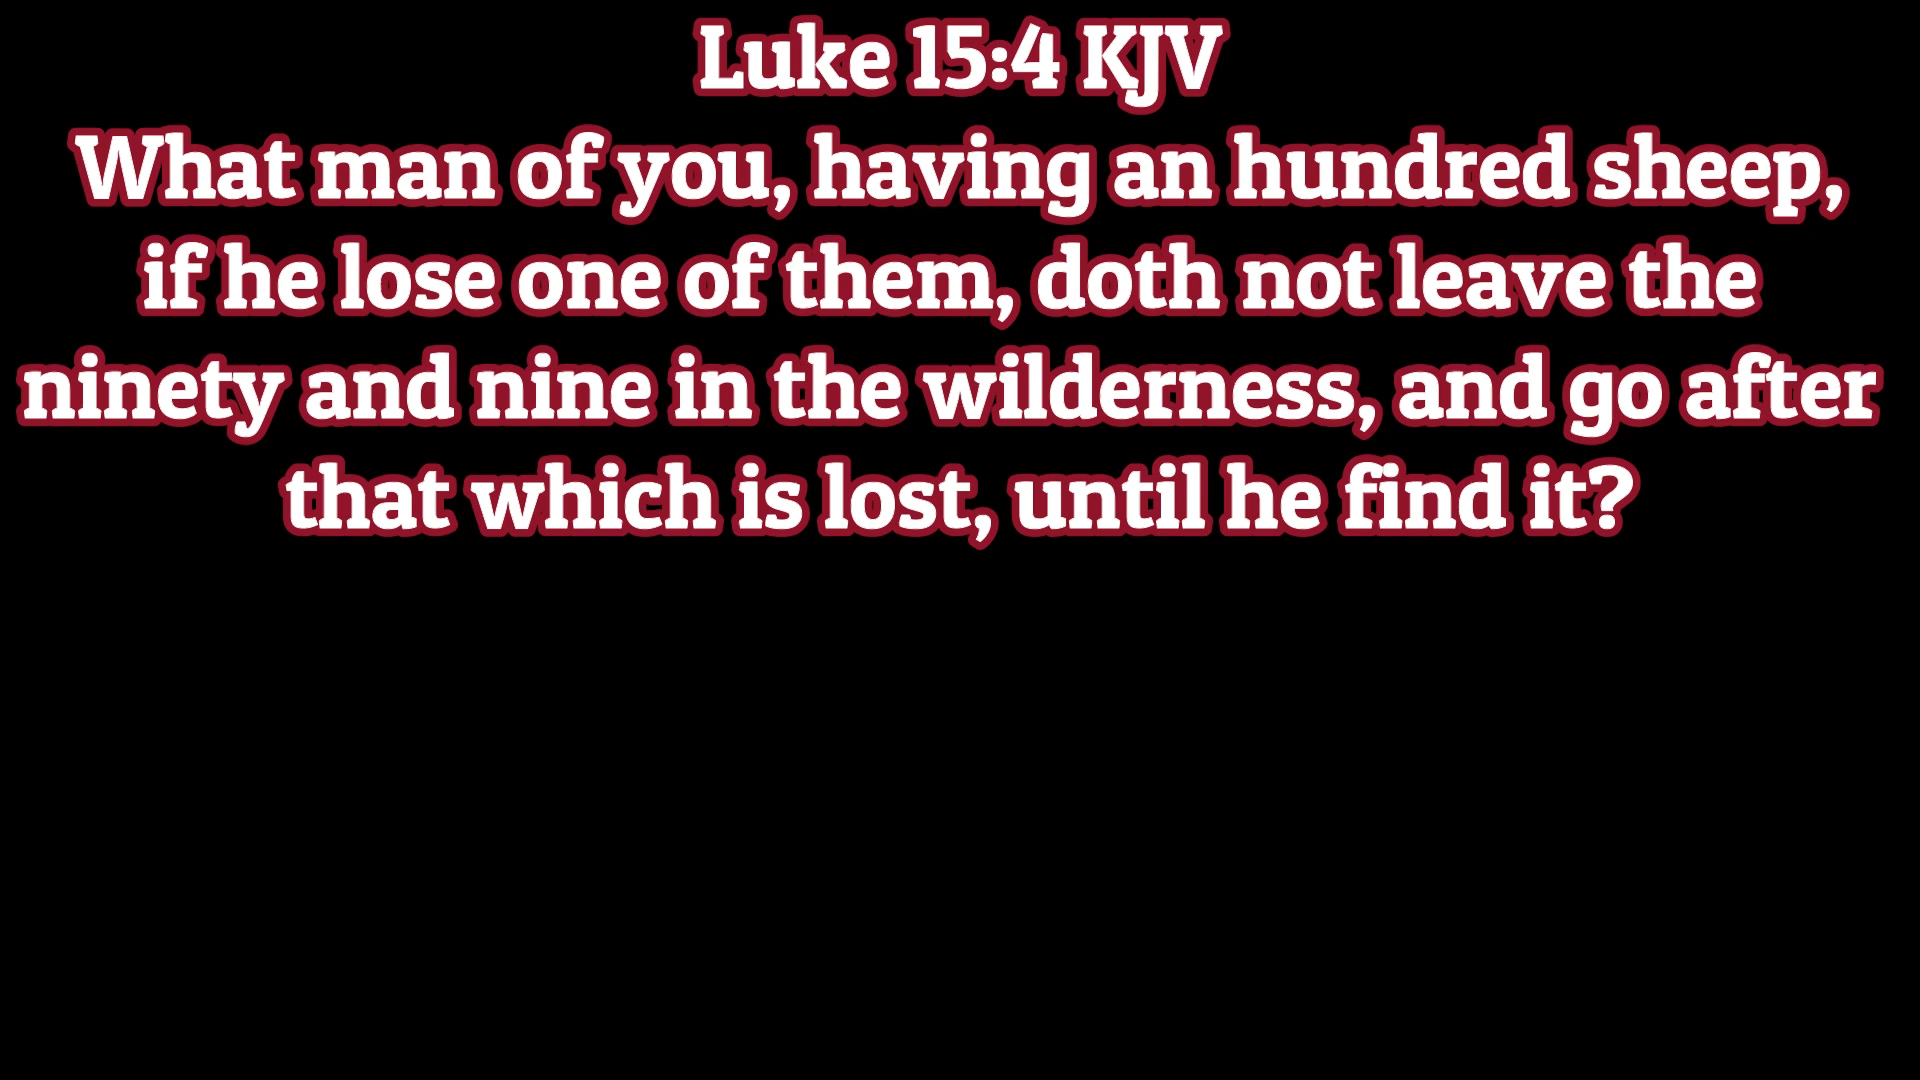 Luke 15:4 KJV
What man of you, having an hundred sheep,
if he lose one of them, doth not leave the
ninety and nine in the wilderness, and go after
that which is lost, until he find it?